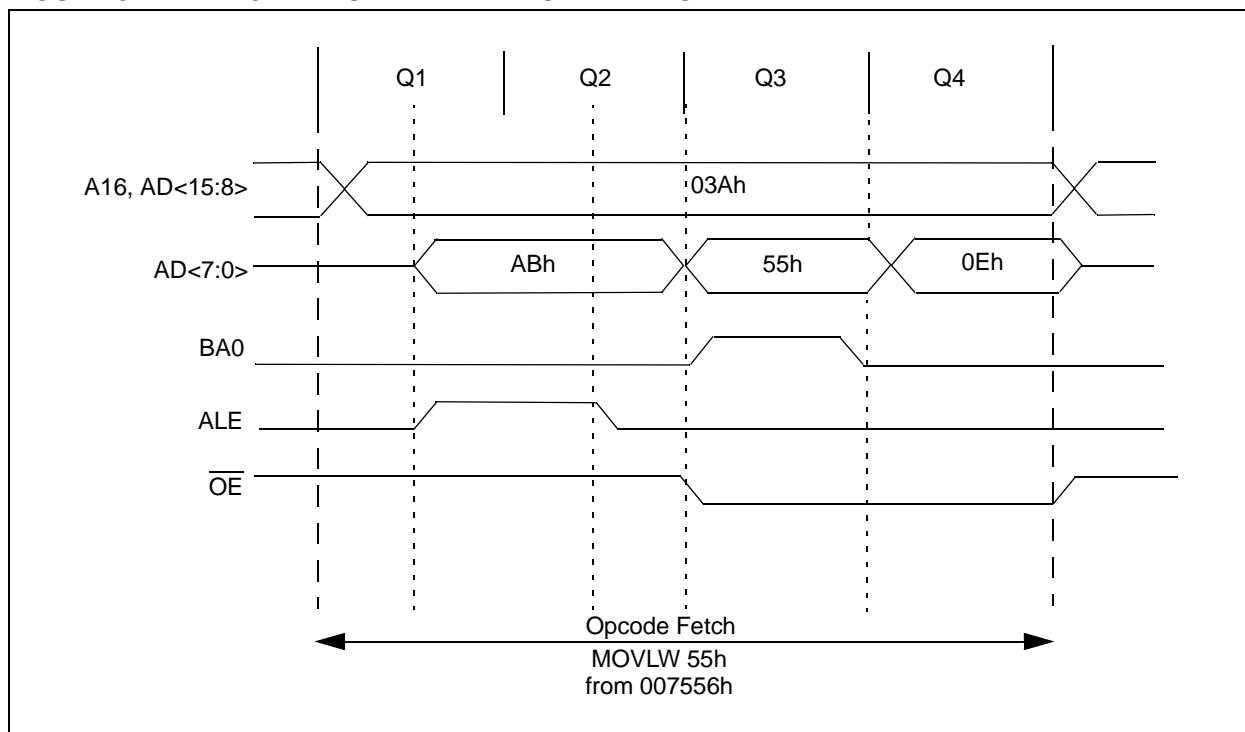 Q1 Q2 Q3 Q4
A16, AD<15:8> 03Ah
AD<7:0> ABh 55h 0Eh
BA0
ALE
OE
Opcode Fetch
MOVLW 55h
from 007556h